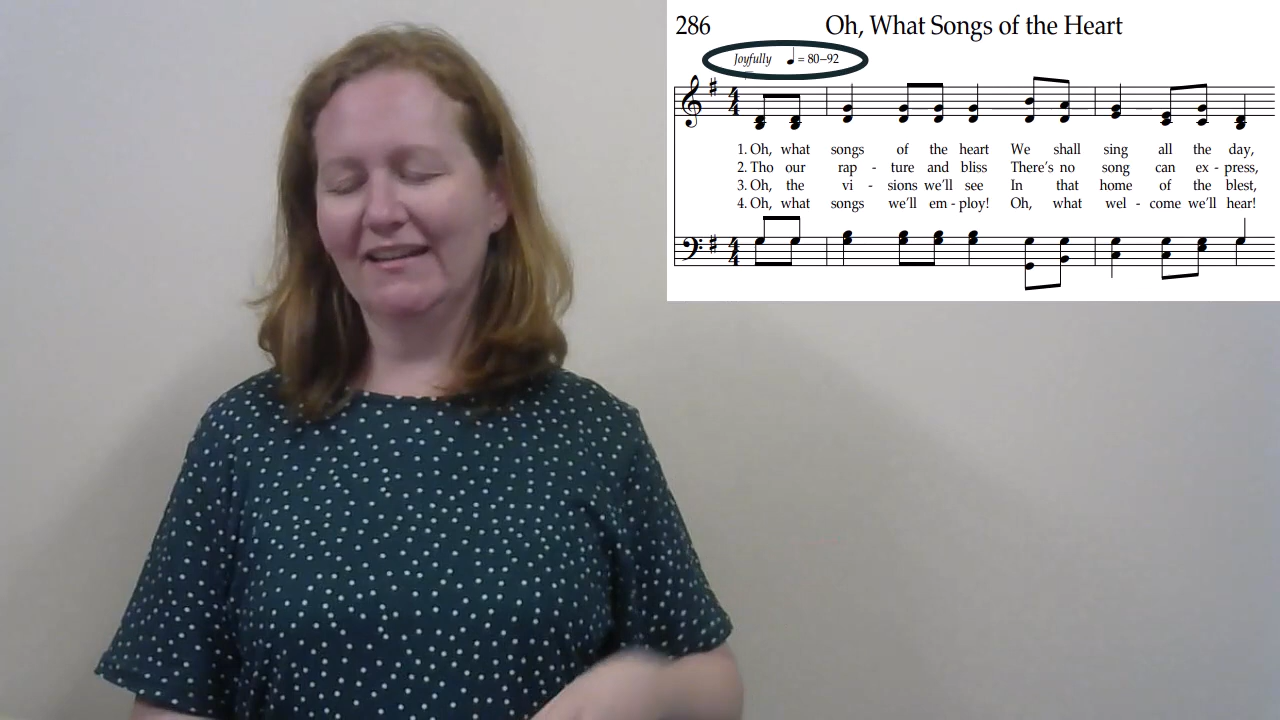 286 Oh, What Songs of the Heart
Joyfully ♩ = 80–92
1. Oh, what songs of the heart We shall sing all the day,
2. Tho our rap - ture and bliss There's no song can ex - press,
3. Oh, the vi - sions we'll see In that home of the blest,
4. Oh, what songs we'll em - ploy! Oh, what wel - come we'll hear!